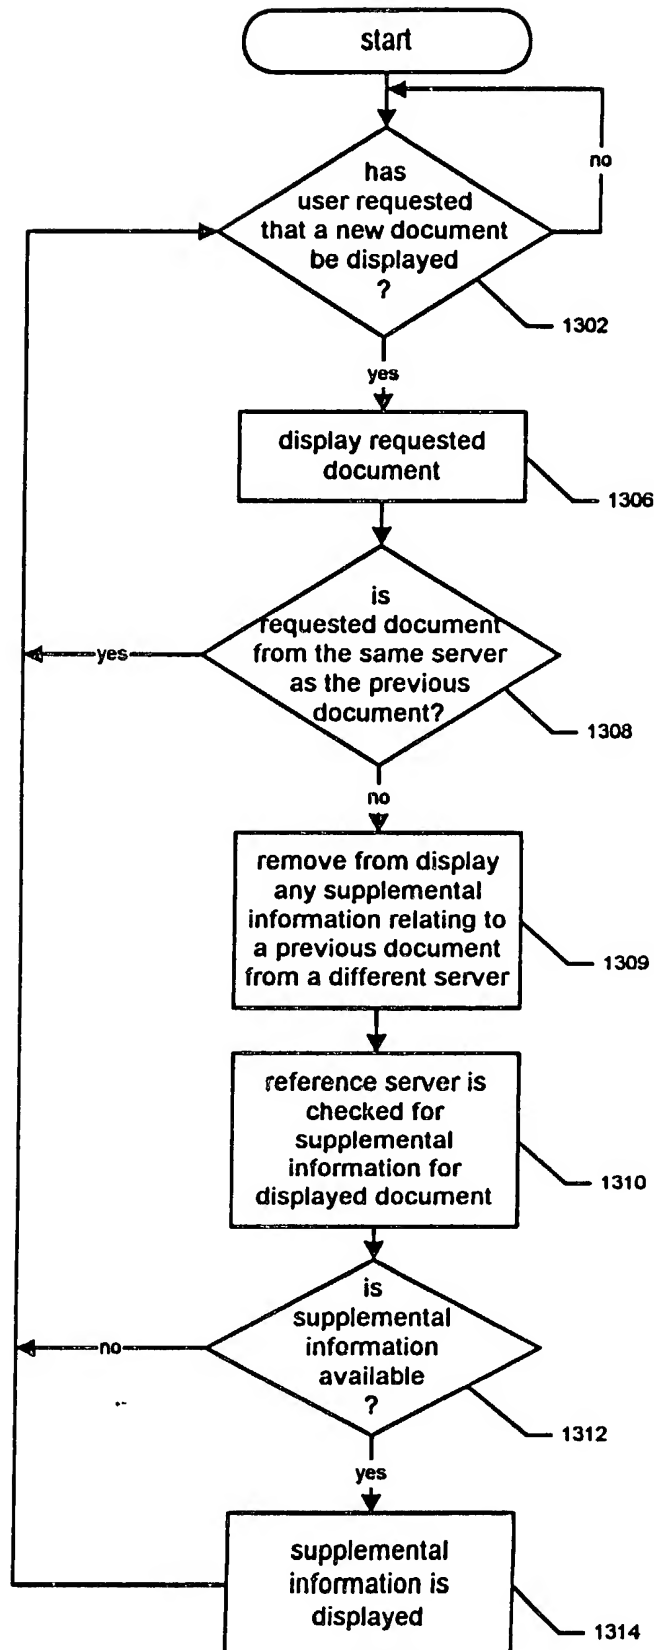 start
no
has
user requested
that a new document
be displayed
?
1302
yes
display requested
document
1306
is
requested document
from the same server
as the previous
document?
yes
1308
no
remove from display
any supplemental
information relating to
a previous document
from a different server
1309
reference server is
checked for
supplemental
information for
displayed document
1310
is
supplemental
information
available
?
no
1312
yes
supplemental
information is
displayed
1314